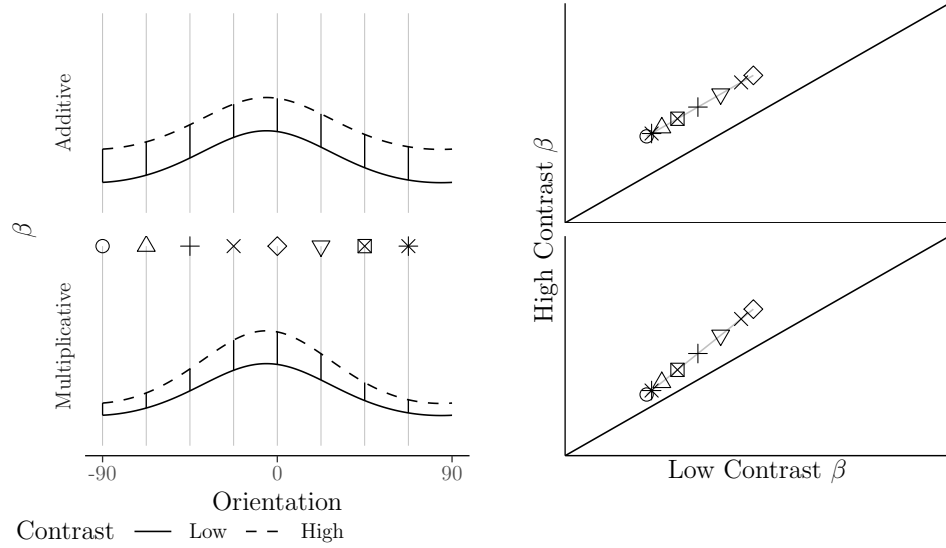 Additive
Multiplicative
β
-90 0 90
Orientation
Contrast Low High
High Contrast β
Low Contrast β